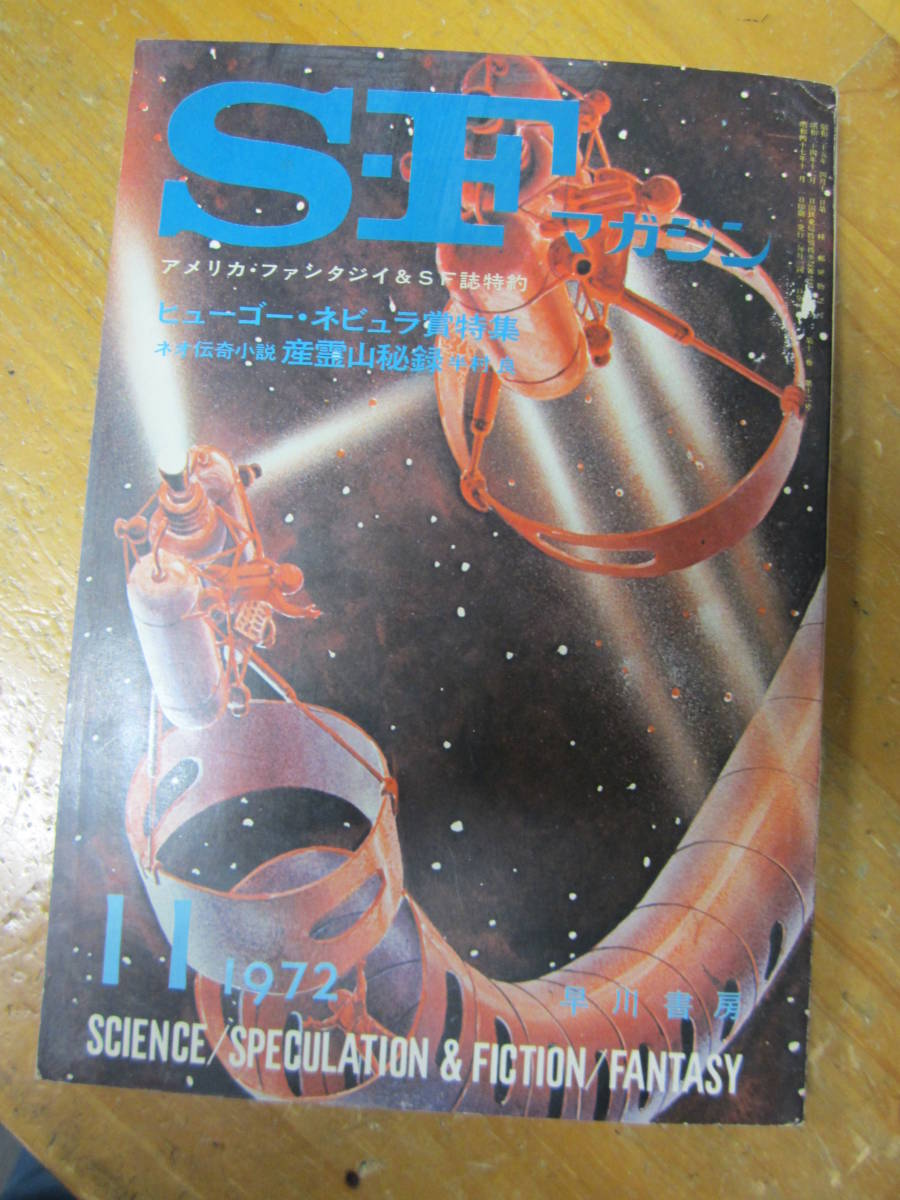 S-Fマガジン
アメリカ・ファンタジイ&SF誌特約
ヒューゴー・ネビュラ賞特集
ネオ伝奇小説 産霊山秘録 半村良
11 1972
早川書房
SCIENCE/SPECULATION & FICTION/FANTASY